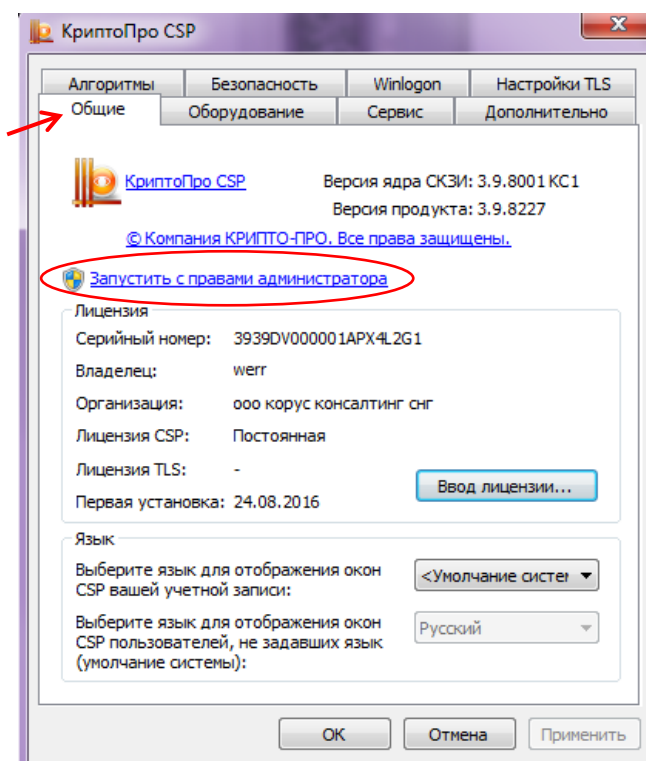 КриптоПро CSP
Алгоритмы Безопасность Winlogon Настройки TLS
Общие Оборудование Сервис Дополнительно
КриптоПро CSP Версия ядра СКЗИ: 3.9.8001 КС1
Версия продукта: 3.9.8227
© Компания КРИПТО-ПРО. Все права защищены.
Запустить с правами администратора
Лицензия
Серийный номер: 3939DV000001APX4L2G1
Владелец: werr
Организация: ооо корус консалтинг снг
Лицензия CSP: Постоянная
Лицензия TLS: -
Ввод лицензии...
Первая установка: 24.08.2016
Язык
Выберите язык для отображения окон
CSP вашей учетной записи:
<Умолчание систег
Выберите язык для отображения окон
CSP пользователей, не задавших язык
(умолчание системы):
Русский
ОК Отмена Применить